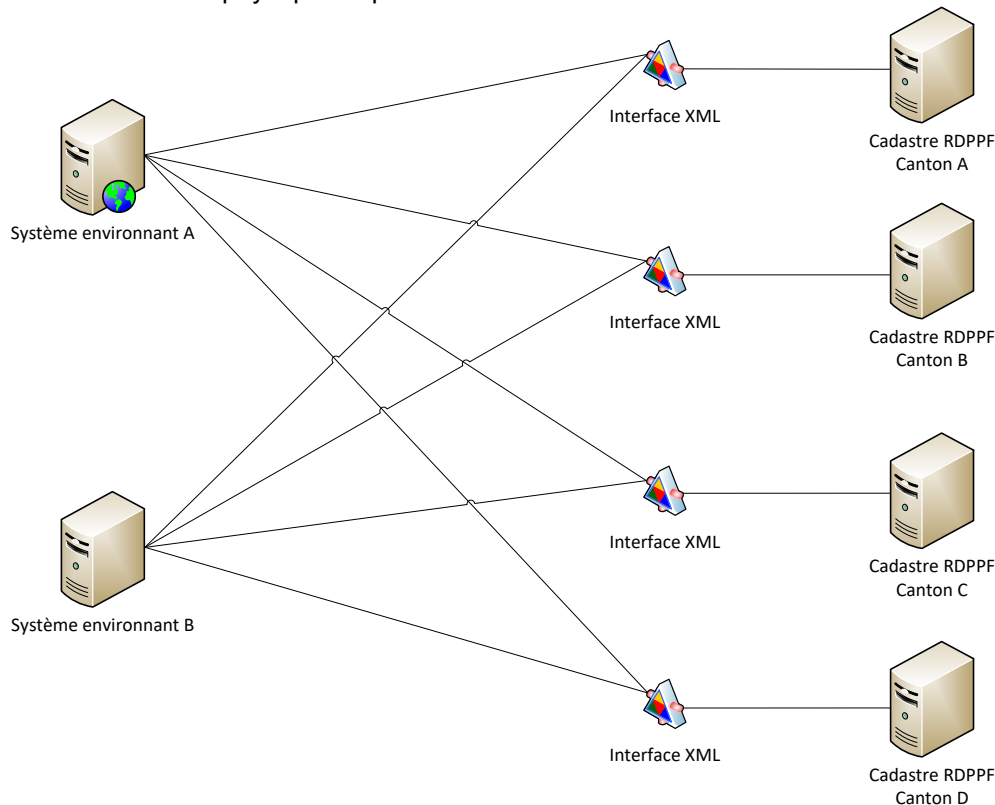 Interface XML
Cadastre RDPPF
Canton A
Système environnant A
Interface XML
Cadastre RDPPF
Canton B
Interface XML
Cadastre RDPPF
Canton C
Système environnant B
Interface XML
Cadastre RDPPF
Canton D